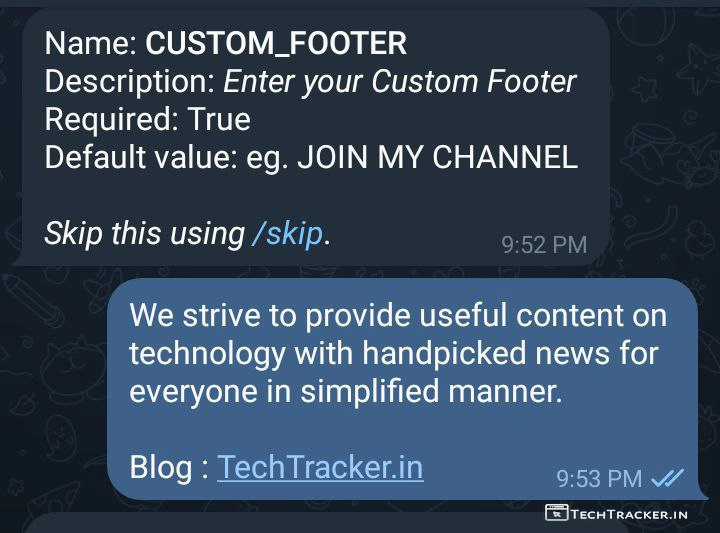 Name: CUSTOM_FOOTER
Description: Enter your Custom Footer
Required: True
Default value: eg. JOIN MY CHANNEL
Skip this using /skip.
9:52 PM
We strive to provide useful content on
technology with handpicked news for
everyone in simplified manner.
Blog : TechTracker.in
9:53 PM
TECHTRACKER.IN